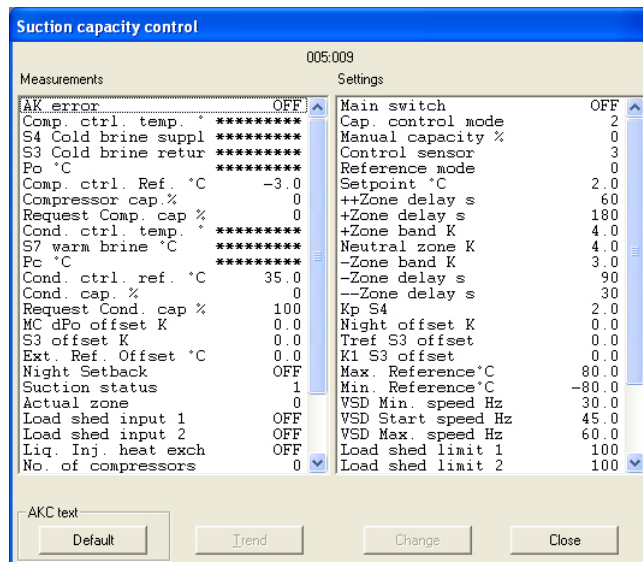 Suction capacity control
005:009
Measurements
AK error OFF
Comp. ctrl. temp. ° *********
S4 Cold brine suppl *********
S3 Cold brine retur *********
Po °C *********
Comp. ctrl. Ref. °C -3.0
Compressor cap.% 0
Request Comp. cap % 0
Cond. ctrl. temp. ° *********
S7 warm brine °C *********
Pc °C *********
Cond. ctrl. ref. °C 35.0
Cond. cap. % 0
Request Cond. cap % 100
MC dPo offset K 0.0
S3 offset K 0.0
Ext. Ref. Offset °C 0.0
Night Setback OFF
Suction status 1
Actual zone 0
Load shed input 1 OFF
Load shed input 2 OFF
Liq. Inj. heat exch OFF
No. of compressors 0
Settings
Main switch OFF
Cap. control mode 2
Manual capacity % 0
Control sensor 3
Reference mode 0
Setpoint °C 2.0
++Zone delay s 60
+Zone delay s 180
+Zone band K 4.0
Neutral zone K 4.0
-Zone band K 3.0
-Zone delay s 90
--Zone delay s 30
Kp S4 2.0
Night offset K 0.0
Tref S3 offset 0.0
K1 S3 offset 0.0
Max. Reference°C 80.0
Min. Reference°C -80.0
VSD Min. speed Hz 30.0
VSD Start speed Hz 45.0
VSD Max. speed Hz 60.0
Load shed limit 1 100
Load shed limit 2 100
AKC text
Default
Trend
Change
Close